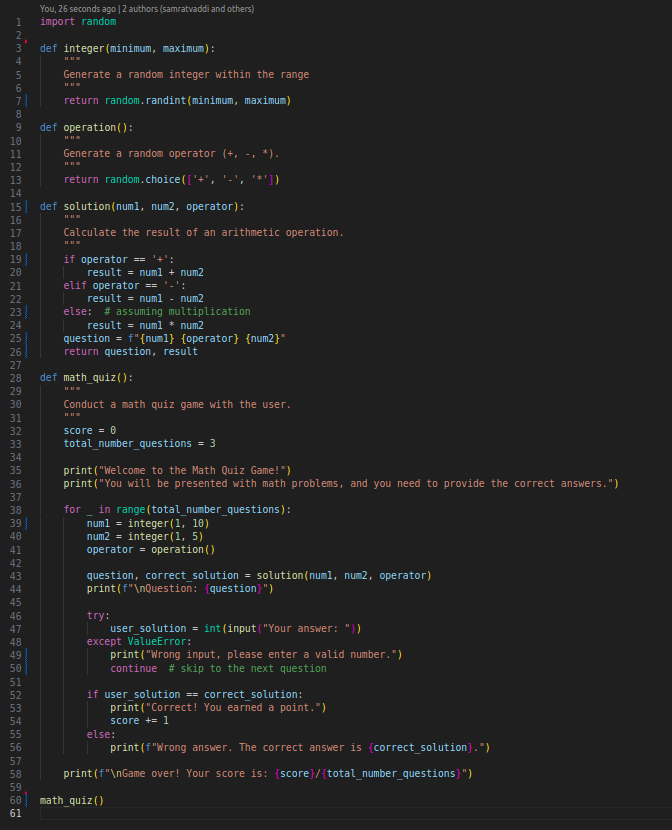 You, 26 seconds ago | 2 authors (samratvaddi and others)
1 import random
2
3 def integer(minimum, maximum):
4     """
5     Generate a random integer within the range
6     """
7     return random.randint(minimum, maximum)
8
9 def operation():
10     """
11     Generate a random operator (+, -, *).
12     """
13     return random.choice(['+', '-', '*'])
14
15 def solution(num1, num2, operator):
16     """
17     Calculate the result of an arithmetic operation.
18     """
19     if operator == '+':
20         result = num1 + num2
21     elif operator == '-':
22         result = num1 - num2
23     else:  # assuming multiplication
24         result = num1 * num2
25     question = f"{num1} {operator} {num2}"
26     return question, result
27
28 def math_quiz():
29     """
30     Conduct a math quiz game with the user.
31     """
32     score = 0
33     total_number_questions = 3
34
35     print("Welcome to the Math Quiz Game!")
36     print("You will be presented with math problems, and you need to provide the correct answers.")
37
38     for _ in range(total_number_questions):
39         num1 = integer(1, 10)
40         num2 = integer(1, 5)
41         operator = operation()
42
43         question, correct_solution = solution(num1, num2, operator)
44         print(f"\nQuestion: {question}")
45
46         try:
47             user_solution = int(input("Your answer: "))
48         except ValueError:
49             print("Wrong input, please enter a valid number.")
50             continue  # skip to the next question
51
52         if user_solution == correct_solution:
53             print("Correct! You earned a point.")
54             score += 1
55         else:
56             print(f"Wrong answer. The correct answer is {correct_solution}.")
57
58     print(f"\nGame over! Your score is: {score}/{total_number_questions}")
59
60 math_quiz()
61